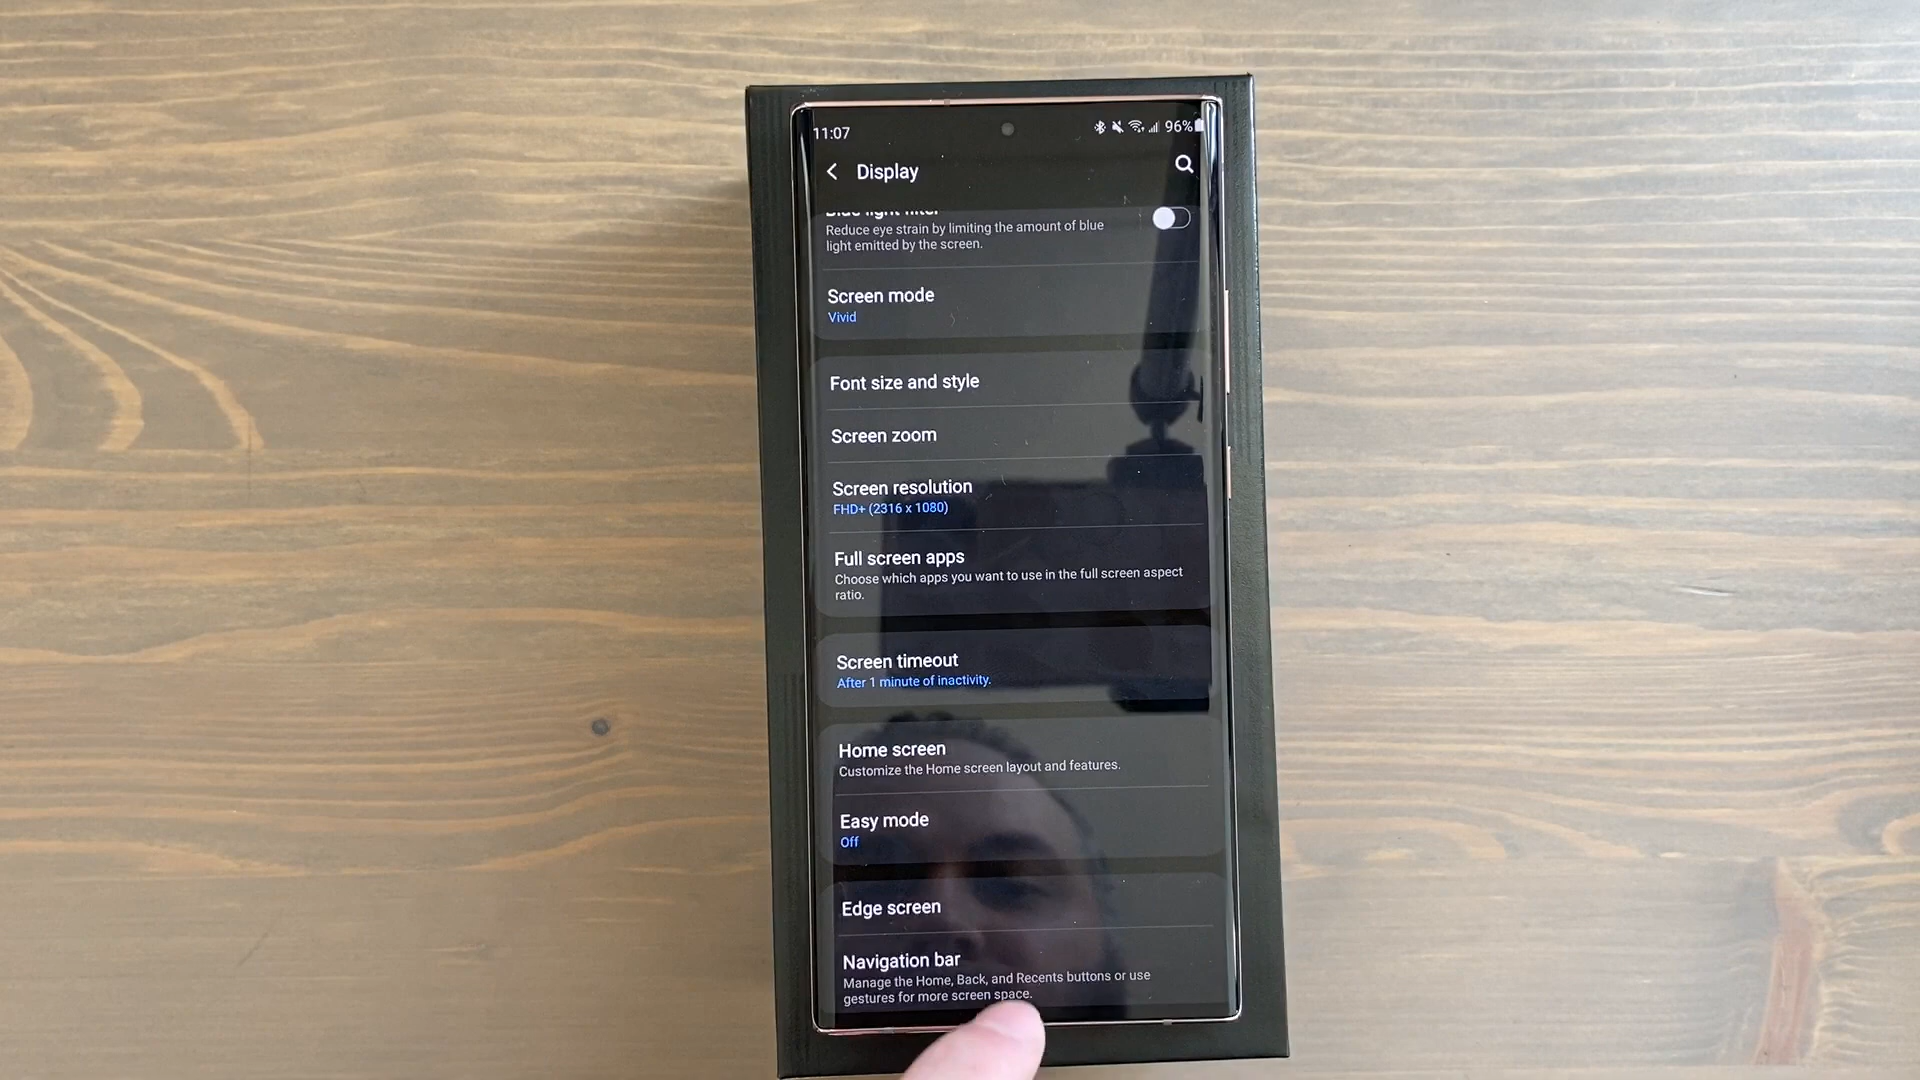 11:07
96%
Display
Blue light filter
Reduce eye strain by limiting the amount of blue
light emitted by the screen.
Screen mode
Vivid
Font size and style
Screen zoom
Screen resolution
FHD+ (2316 x 1080)
Full screen apps
Choose which apps you want to use in the full screen aspect
ratio.
Screen timeout
After 1 minute of inactivity.
Home screen
Customize the Home screen layout and features.
Easy mode
Off
Edge screen
Navigation bar
Manage the Home, Back, and Recents buttons or use
gestures for more screen space.